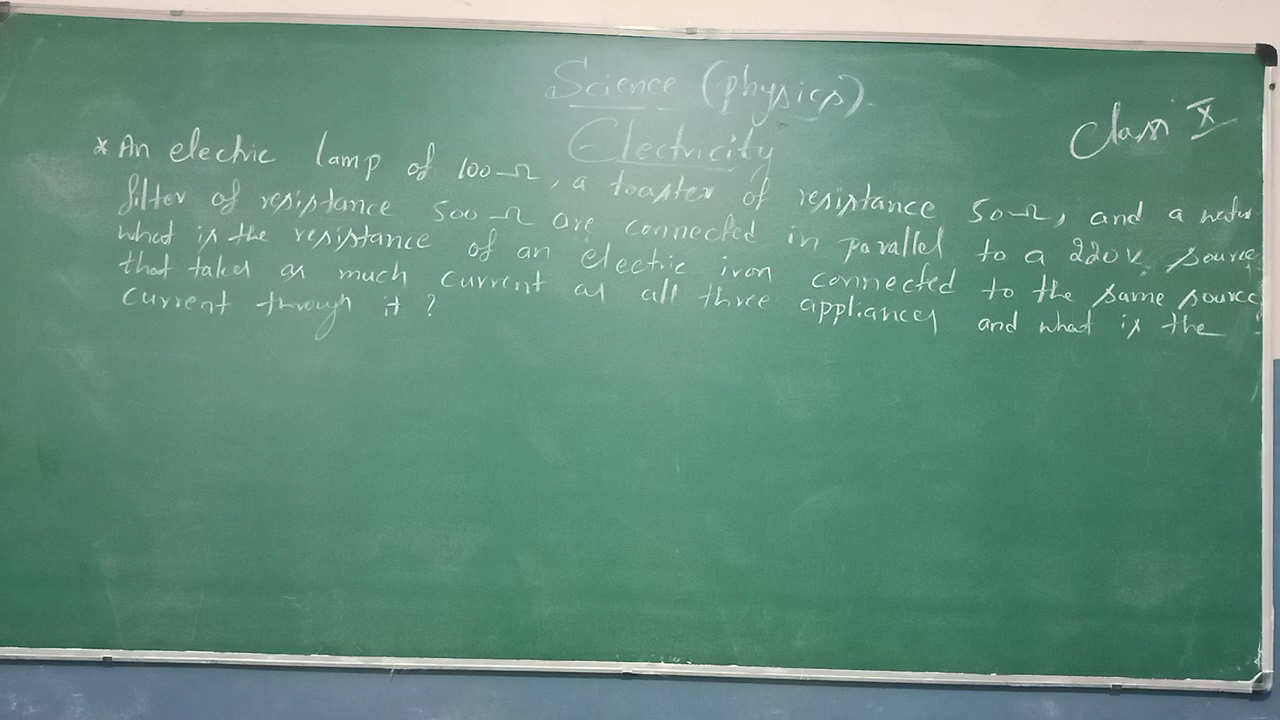 Science (physics)
Class X
Electricity
* An electric lamp of 100 Ω, a toaster of resistance 50 Ω, and a water
filter of resistance 500 Ω are connected in parallel to a 220 V. source,
what is the resistance of an electric iron connected to the same source,
that takes as much current as all three appliances and what is the
current through it ?